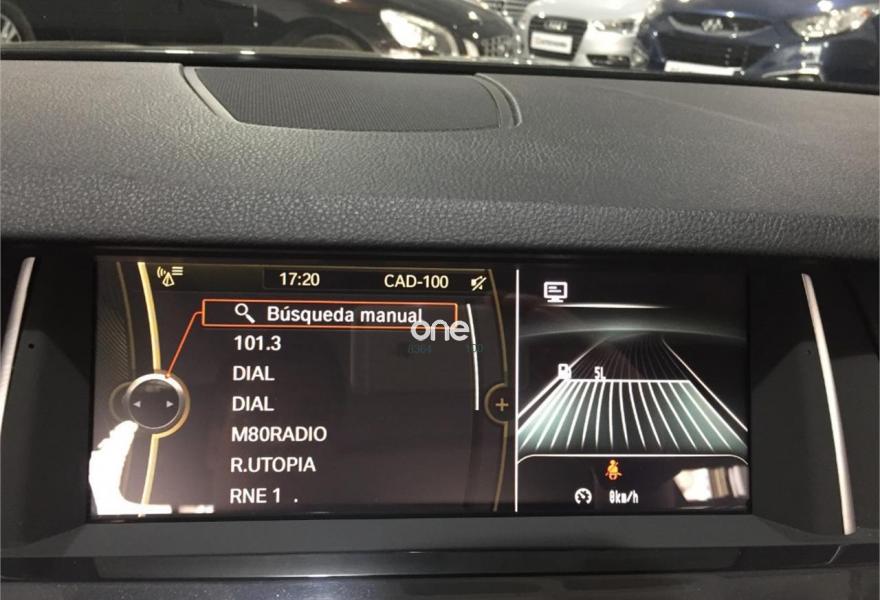 17:20 CAD-100
Búsqueda manual
101.3
DIAL
DIAL
M80RADIO
R.UTOPIA
RNE 1 .
+
5L
0km/h
one